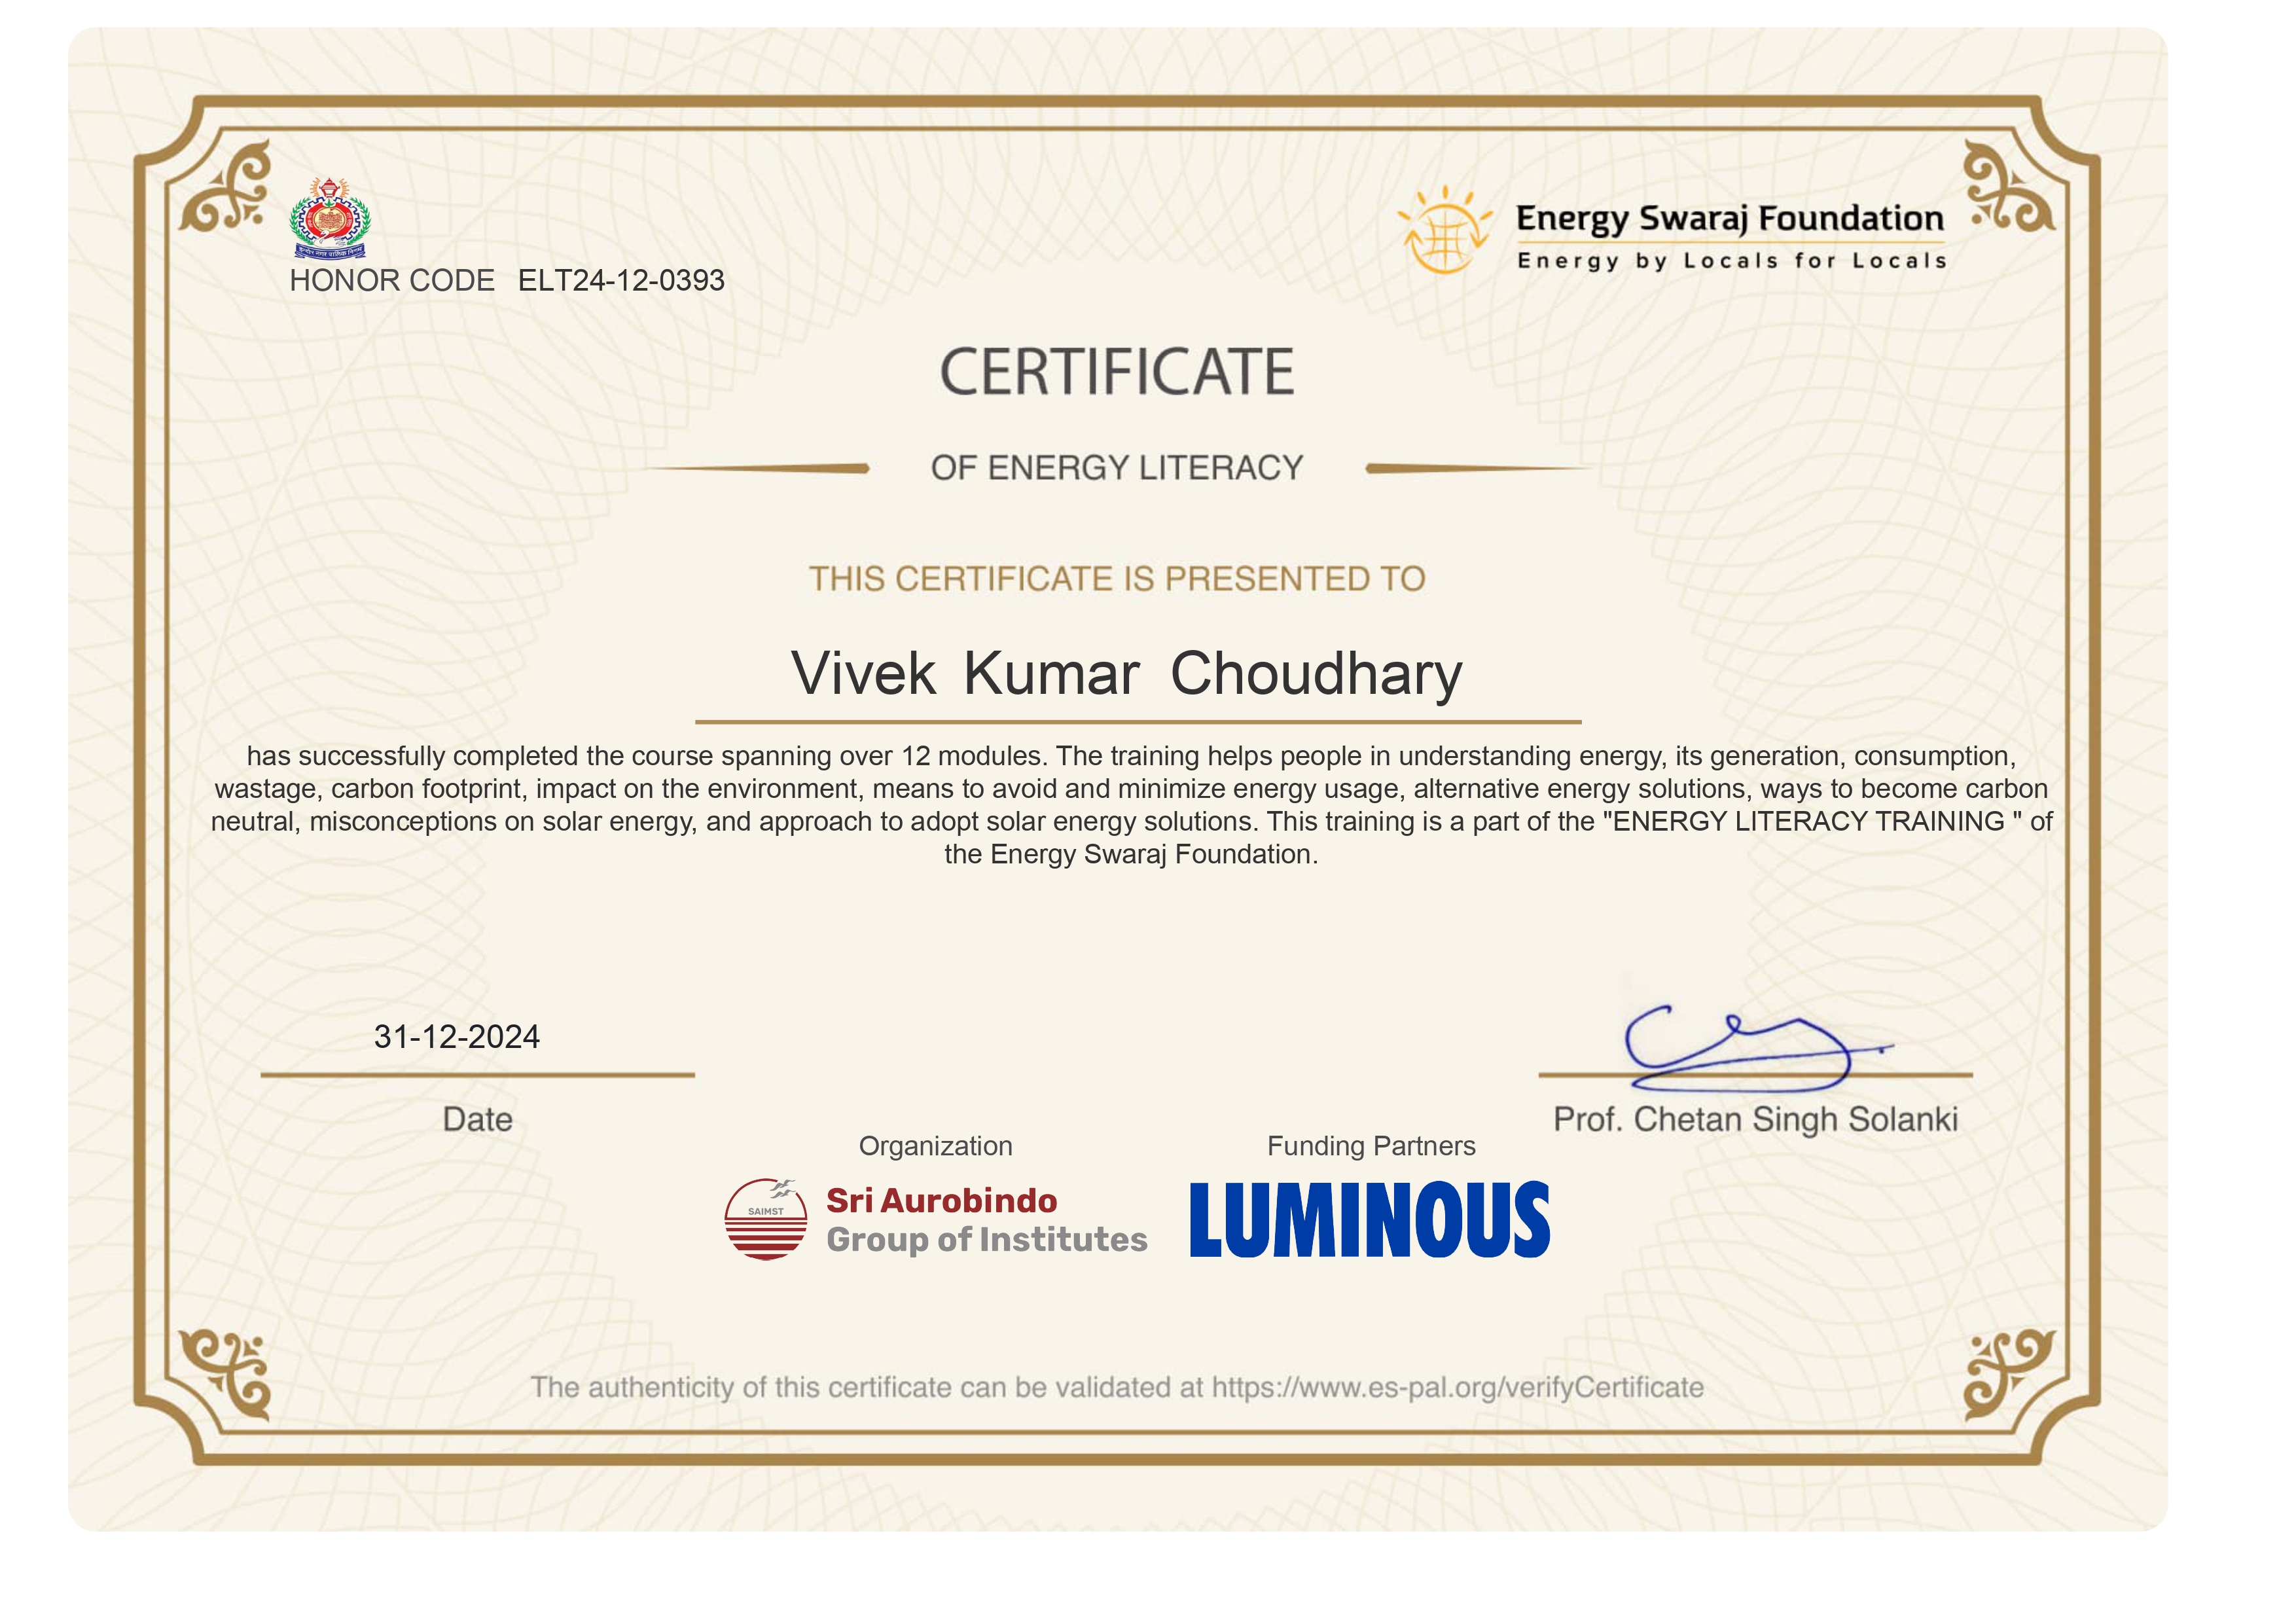 HONOR CODE ELT24-12-0393
Energy Swaraj Foundation
Energy by Locals for Locals
CERTIFICATE
OF ENERGY LITERACY
THIS CERTIFICATE IS PRESENTED TO
Vivek Kumar Choudhary
has successfully completed the course spanning over 12 modules. The training helps people in understanding energy, its generation, consumption,
wastage, carbon footprint, impact on the environment, means to avoid and minimize energy usage, alternative energy solutions, ways to become carbon
neutral, misconceptions on solar energy, and approach to adopt solar energy solutions. This training is a part of the "ENERGY LITERACY TRAINING " of
the Energy Swaraj Foundation.
31-12-2024
Date
Prof. Chetan Singh Solanki
Organization
SAIMST
Sri Aurobindo
Group of Institutes
Funding Partners
LUMINOUS
The authenticity of this certificate can be validated at https://www.es-pal.org/verifyCertificate